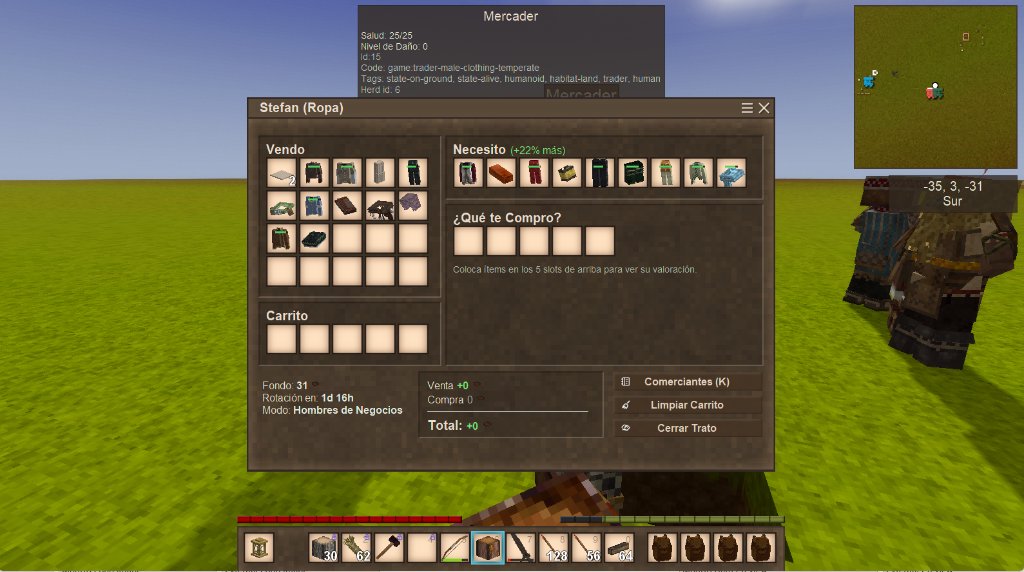 Mercader
Salud: 25/25
Nivel de Daño: 0
id:15
Code: game:trader-male-clothing-temperate
Tags: state-on-ground, state-alive, humanoid, habitat-land, trader, human
Herd id: 6
Mercader
Stefan (Ropa)
Vendo
2
Necesito (+22% más)
¿Qué te Compro?
Coloca ítems en los 5 slots de arriba para ver su valoración.
Carrito
Fondo: 31
Rotación en: 1d 16h
Modo: Hombres de Negocios
Venta +0
Compra 0
Total: +0
Comerciantes (K)
Limpiar Carrito
Cerrar Trato
-35, 3, -31
Sur
30 62 128 56 64